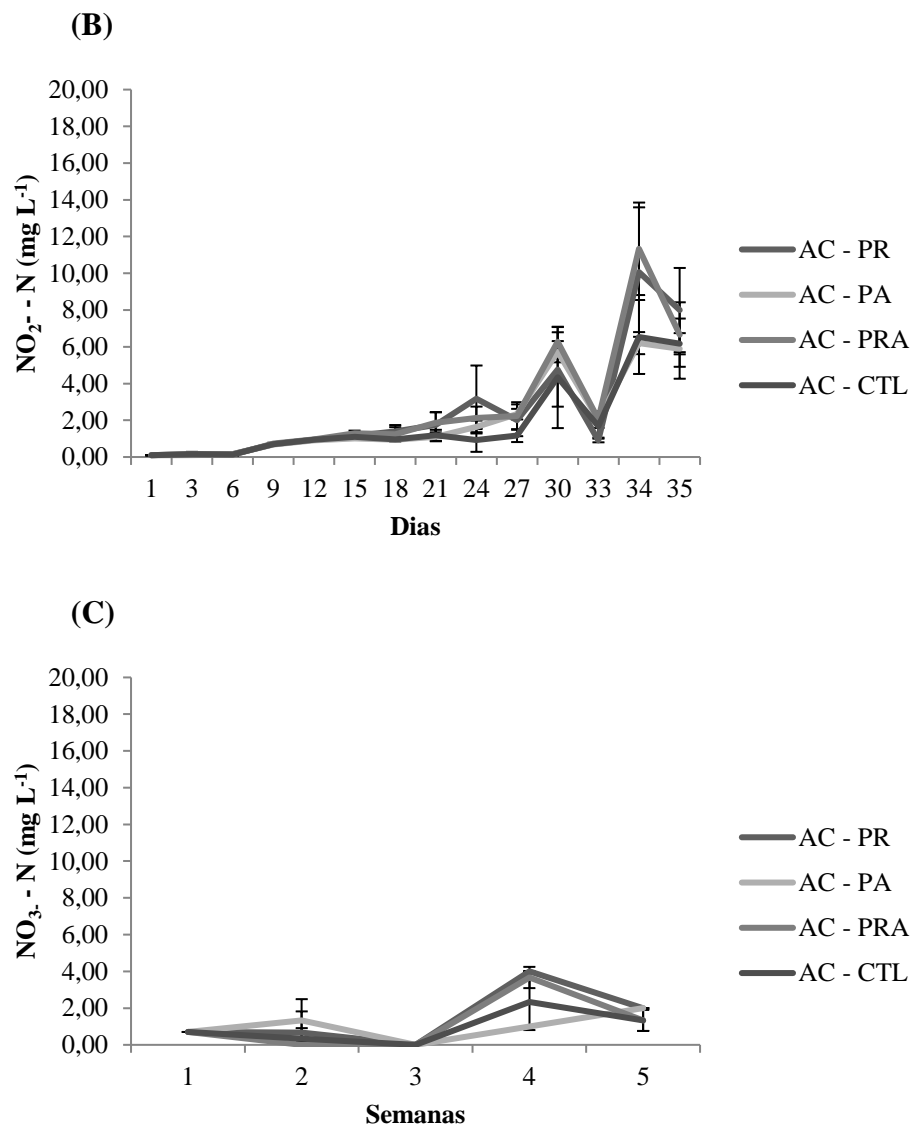 (B)
20,00
18,00
16,00
14,00
12,00
10,00
8,00
6,00
4,00
2,00
0,00
NO2- - N (mg L-1)
1 3 6 9 12 15 18 21 24 27 30 33 34 35
Dias
AC - PR
AC - PA
AC - PRA
AC - CTL
(C)
20,00
18,00
16,00
14,00
12,00
10,00
8,00
6,00
4,00
2,00
0,00
NO3- - N (mg L-1)
1 2 3 4 5
Semanas
AC - PR
AC - PA
AC - PRA
AC - CTL